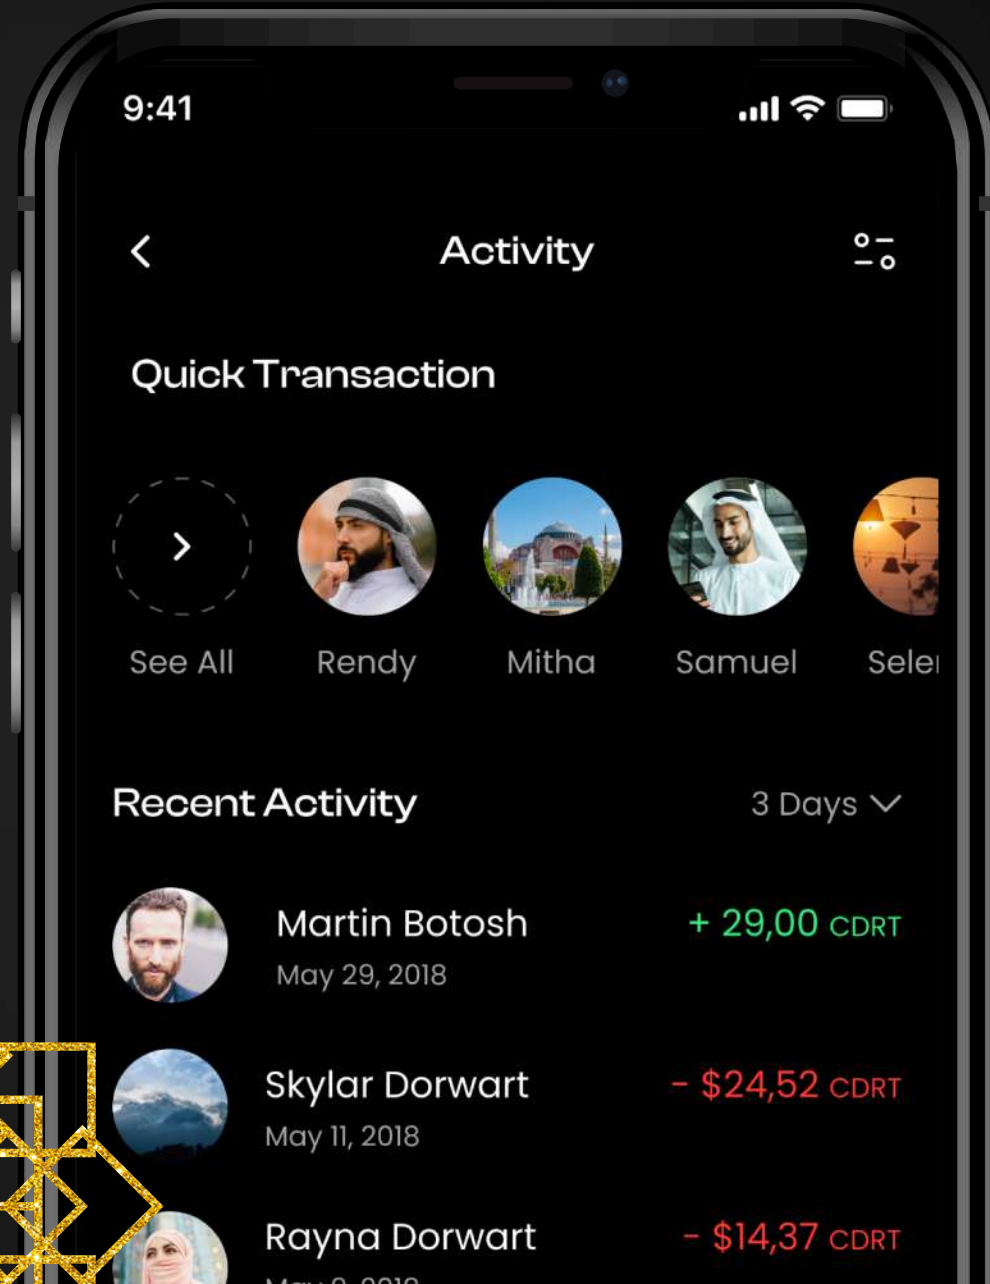 9:41
Activity
Quick Transaction
See All
Rendy
Mitha
Samuel
Recent Activity
3 Days
Martin Botosh
+ 29,00 CDRT
May 29, 2018
Skylar Dorwart
- $24,52 CDRT
May 11, 2018
Rayna Dorwart
- $14,37 CDRT